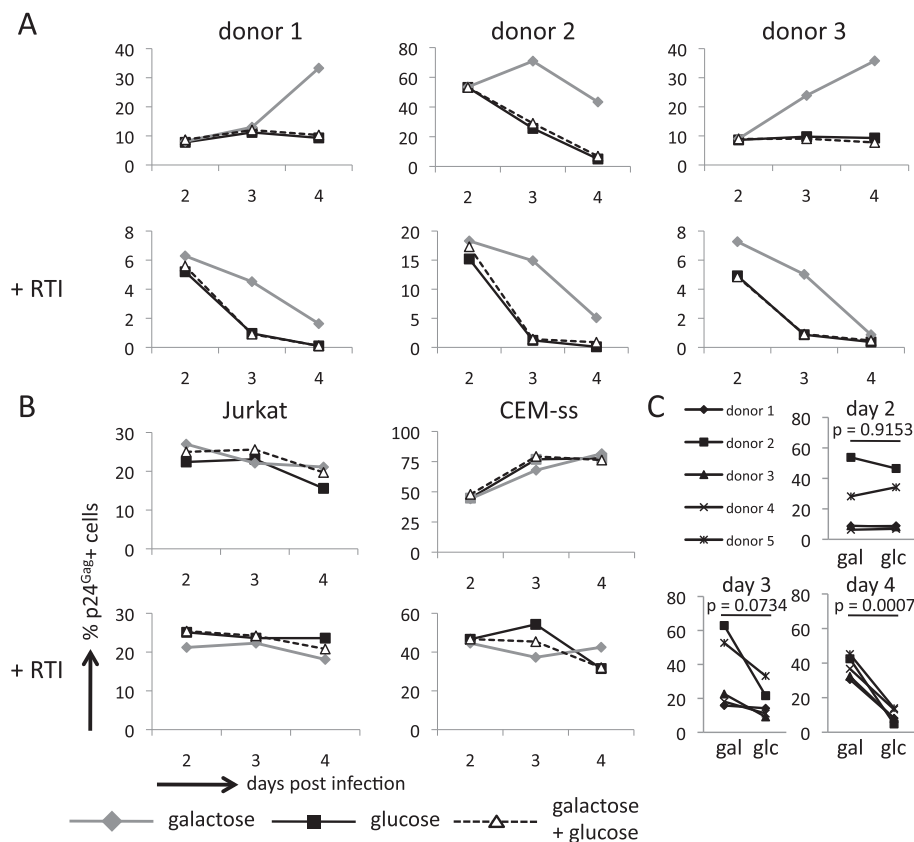 A
donor 1
donor 2
donor 3
40
30
20
10
0
2 3 4
80
60
40
20
0
2 3 4
40
30
20
10
0
2 3 4
+ RTI
8
6
4
2
0
2 3 4
20
15
10
5
0
2 3 4
8
6
4
2
0
2 3 4
B
Jurkat
CEM-ss
30
20
10
0
2 3 4
100
75
50
25
0
2 3 4
% p24Gag+ cells
+ RTI
30
20
10
0
2 3 4
60
40
20
0
2 3 4
days post infection
galactose
glucose
galactose
+ glucose
C
donor 1
donor 2
donor 3
donor 4
donor 5
day 2
p = 0.9153
80
60
40
20
0
gal glc
day 3
p = 0.0734
80
60
40
20
0
gal glc
day 4
p = 0.0007
80
60
40
20
0
gal glc